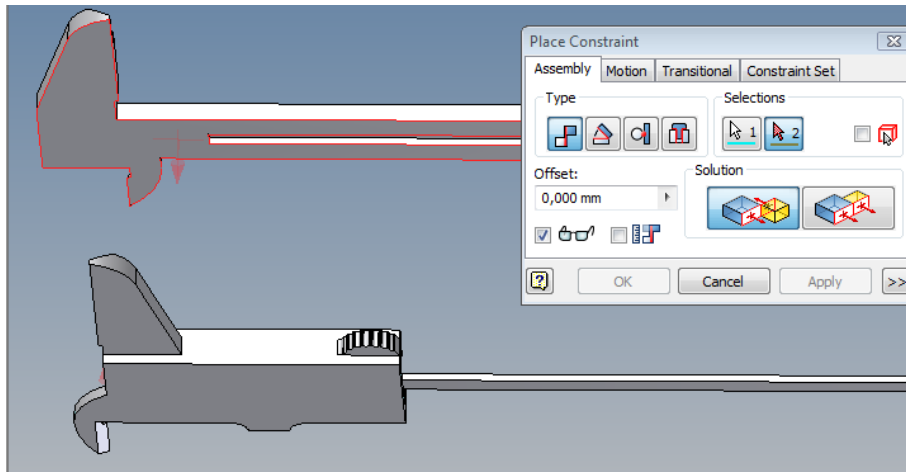 Place Constraint
Assembly Motion Transitional Constraint Set
Type Selections
1 2
Offset: Solution
0,000 mm
? OK Cancel Apply >>